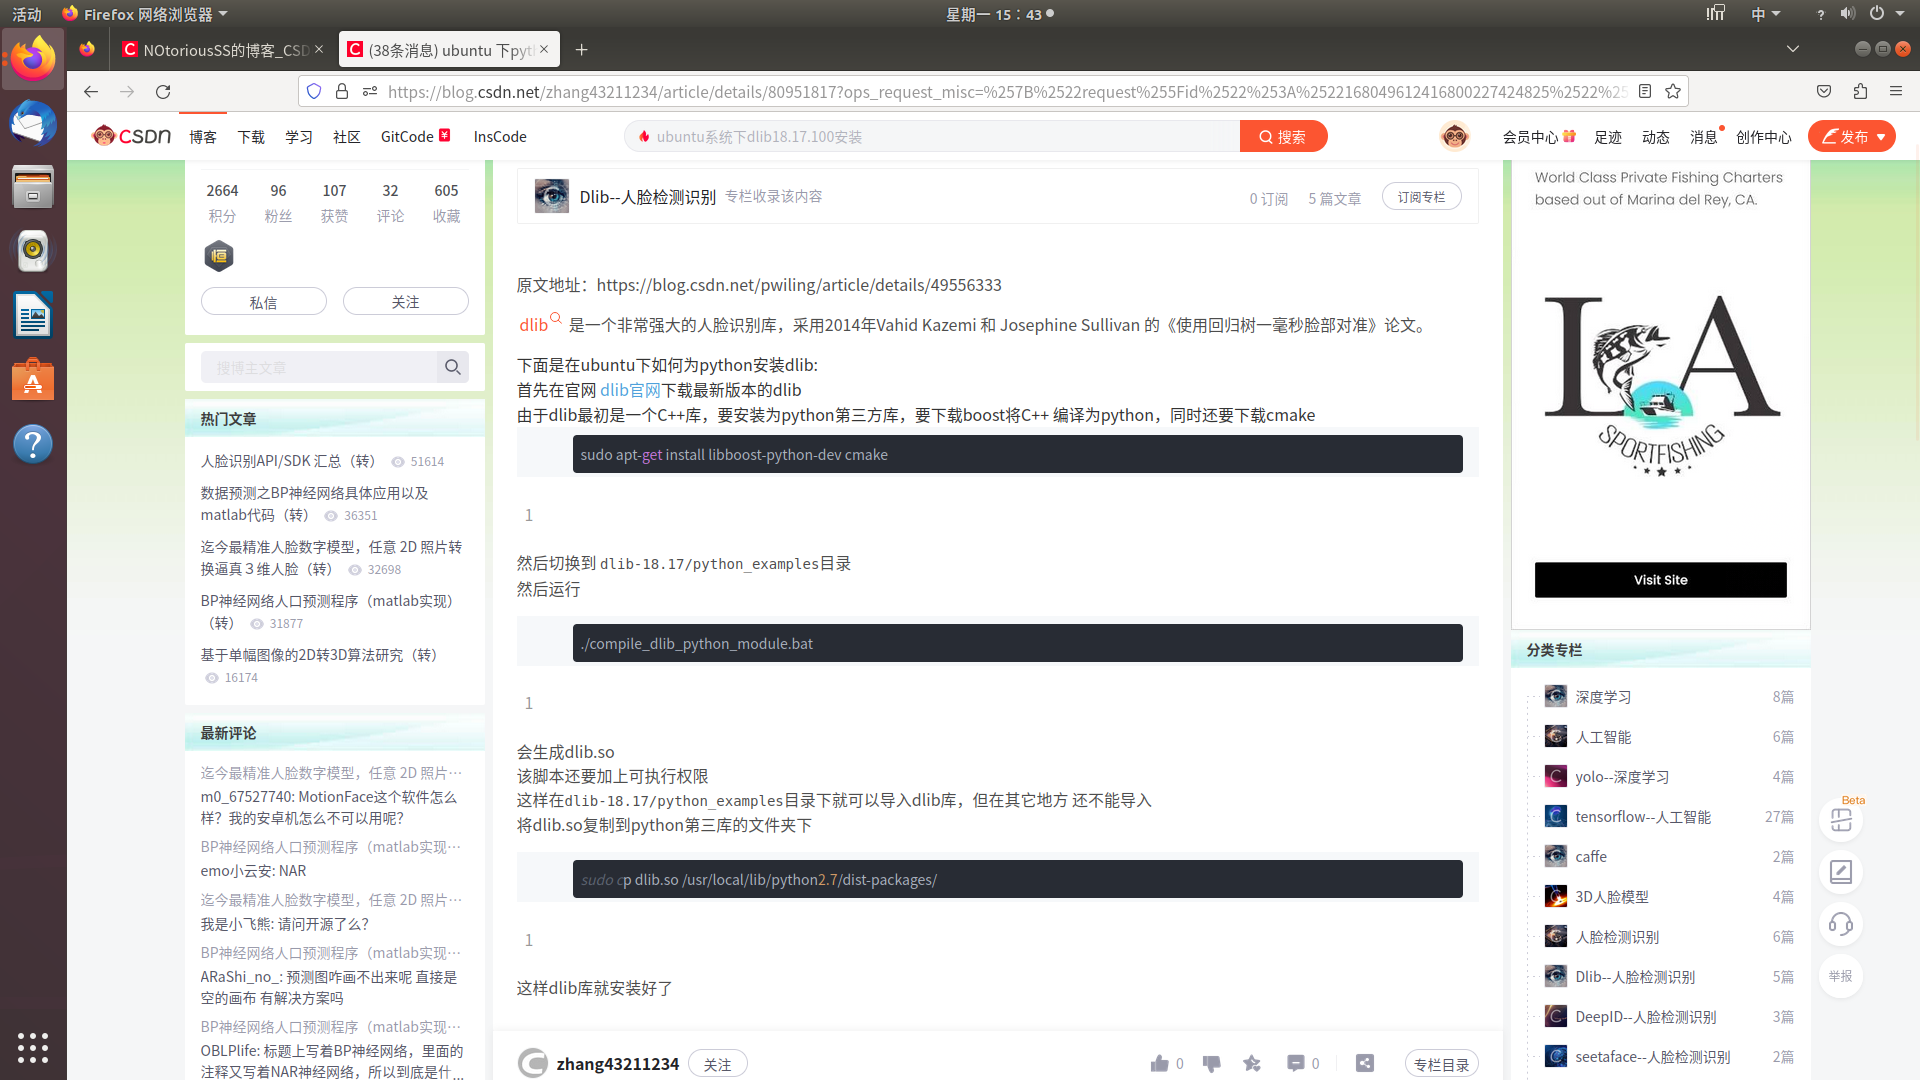 活动
Firefox 网络浏览器
星期一 15：43
中
NOtoriousSS的博客_CSD
(38条消息) ubuntu 下pyt
https://blog.csdn.net/zhang43211234/article/details/80951817?ops_request_misc=%257B%2522request%255Fid%2522%253A%2522168049612416800227424825%2522%25
CSDN
博客
下载
学习
社区
GitCode
InsCode
ubuntu系统下dlib18.17.100安装
搜索
会员中心
足迹
动态
消息
创作中心
发布
2664 96 107 32 605
积分 粉丝 获赞 评论 收藏
恒
私信
关注
搜博主文章
热门文章
人脸识别API/SDK 汇总（转） 51614
数据预测之BP神经网络具体应用以及
matlab代码（转） 36351
迄今最精准人脸数字模型，任意 2D 照片转
换逼真３维人脸（转） 32698
BP神经网络人口预测程序（matlab实现）
（转） 31877
基于单幅图像的2D转3D算法研究（转）
16174
最新评论
迄今最精准人脸数字模型，任意 2D 照片…
m0_67527740: MotionFace这个软件怎么
样？我的安卓机怎么不可以用呢？
BP神经网络人口预测程序（matlab实现…
emo小云安: NAR
迄今最精准人脸数字模型，任意 2D 照片…
我是小飞熊: 请问开源了么？
BP神经网络人口预测程序（matlab实现…
ARaShi_no_: 预测图咋画不出来呢 直接是
空的画布 有解决方案吗
BP神经网络人口预测程序（matlab实现…
OBLPlife: 标题上写着BP神经网络，里面的
注释又写着NAR神经网络，所以到底是什…
Dlib--人脸检测识别 专栏收录该内容
0 订阅 5 篇文章
订阅专栏
原文地址：https://blog.csdn.net/pwiling/article/details/49556333
dlib 是一个非常强大的人脸识别库，采用2014年Vahid Kazemi 和 Josephine Sullivan 的《使用回归树一毫秒脸部对准》论文。
下面是在ubuntu下如何为python安装dlib:
首先在官网 dlib官网下载最新版本的dlib
由于dlib最初是一个C++库，要安装为python第三方库，要下载boost将C++ 编译为python，同时还要下载cmake
sudo apt-get install libboost-python-dev cmake
1
然后切换到 dlib-18.17/python_examples目录
然后运行
./compile_dlib_python_module.bat
1
会生成dlib.so
该脚本还要加上可执行权限
这样在dlib-18.17/python_examples目录下就可以导入dlib库，但在其它地方 还不能导入
将dlib.so复制到python第三库的文件夹下
sudo cp dlib.so /usr/local/lib/python2.7/dist-packages/
1
这样dlib库就安装好了
zhang43211234
关注
0
0
专栏目录
World Class Private Fishing Charters
based out of Marina del Rey, CA.
LA
SPORTFISHING
Visit Site
分类专栏
深度学习 8篇
人工智能 6篇
yolo--深度学习 4篇
tensorflow--人工智能 27篇
caffe 2篇
3D人脸模型 4篇
人脸检测识别 6篇
Dlib--人脸检测识别 5篇
DeepID--人脸检测识别 3篇
seetaface--人脸检测识别 2篇
Beta
举报